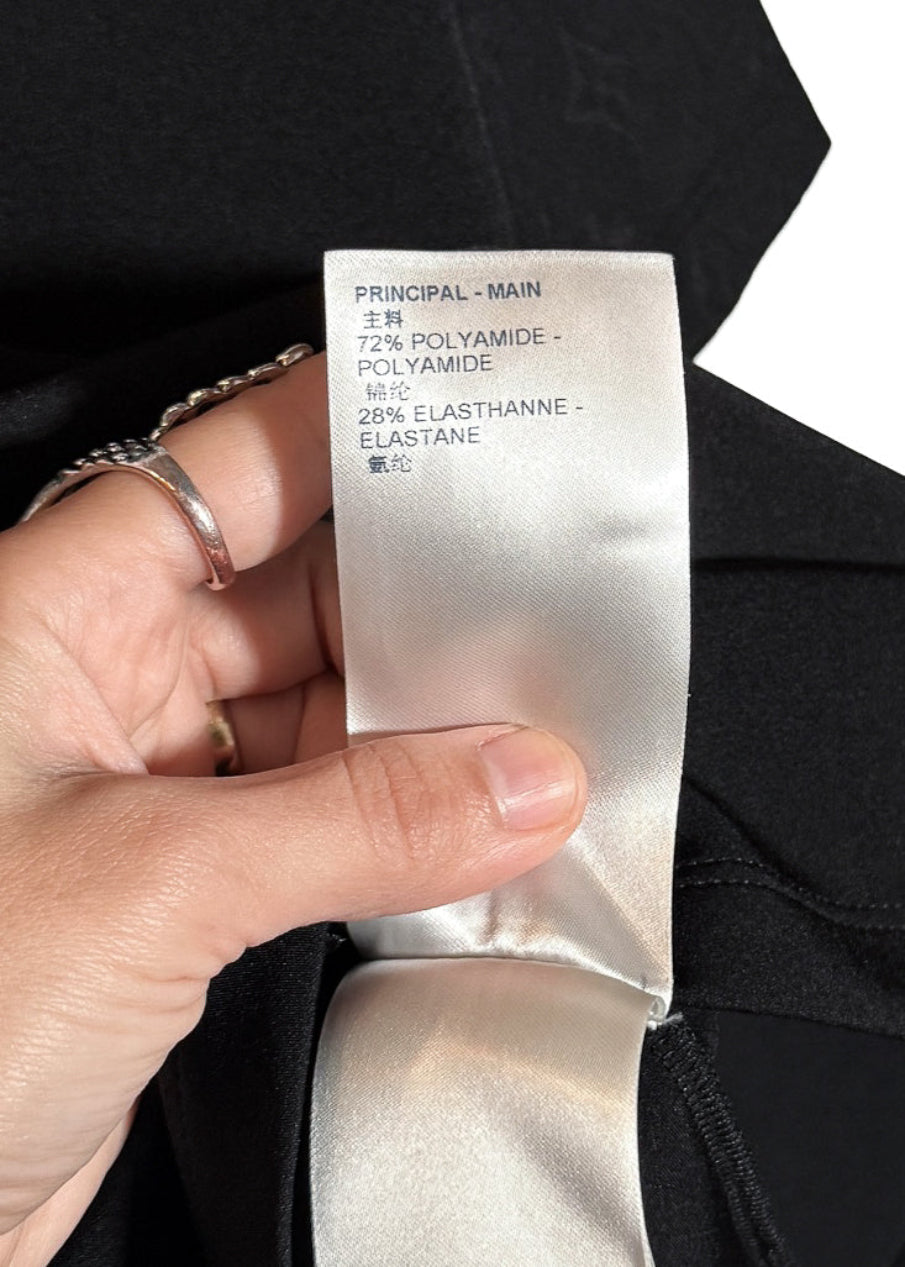 PRINCIPAL - MAIN
主料
72% POLYAMIDE -
POLYAMIDE
锦纶
28% ELASTHANNE -
ELASTANE
氨纶